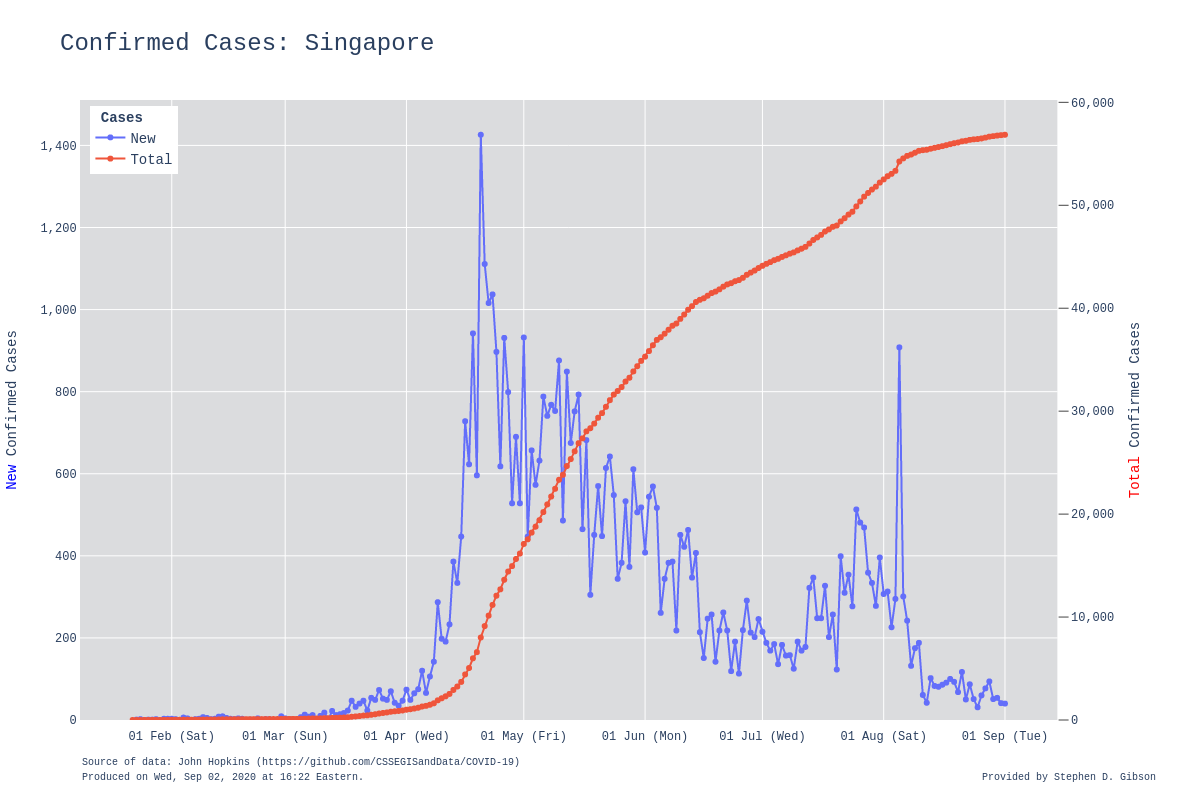 Confirmed Cases: Singapore
Cases
New
Total
1,400
1,200
1,000
800
600
400
200
0
60,000
50,000
40,000
30,000
20,000
10,000
0
New Confirmed Cases
Total Confirmed Cases
01 Feb (Sat) 01 Mar (Sun) 01 Apr (Wed) 01 May (Fri) 01 Jun (Mon) 01 Jul (Wed) 01 Aug (Sat) 01 Sep (Tue)
Source of data: John Hopkins (https://github.com/CSSEGISandData/COVID-19)
Produced on Wed, Sep 02, 2020 at 16:22 Eastern.
Provided by Stephen D. Gibson